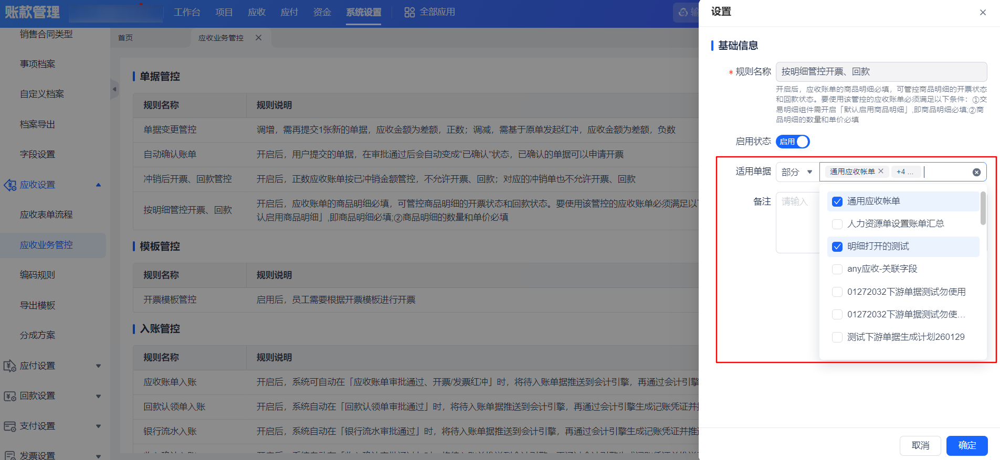 账款管理
工作台
项目
应收
应付
资金
系统设置
全部应用
输
销售合同类型
事项档案
自定义档案
档案导出
字段设置
应收设置
应收表单流程
应收业务管控
编码规则
导出模板
分成方案
应付设置
回款设置
支付设置
发票设置
首页
应收业务管控
单据管控
规则名称
规则说明
单据变更管控
调增，需再提交1张新的单据，应收金额为差额，正数；调减，需基于原单发起红冲，应收金额为差额，负数
自动确认账单
开启后，用户提交的单据，在审批通过后会自动变成“已确认”状态，已确认的单据可以申请开票
冲销后开票、回款管控
开启后，正数应收账单按已冲销金额管控，不允许开票、回款；对应的冲销单也不允许开票、回款
按明细管控开票、回款
开启后，应收账单的商品明细必填，可管控商品明细的开票状态和回款状态。要使用该管控的应收账单必须满足以
认启用商品明细」,即商品明细必填;②商品明细的数量和单价必填
模板管控
规则名称
规则说明
开票模板管控
启用后，员工需要根据开票模板进行开票
入账管控
规则名称
规则说明
应收账单入账
开启后，系统可自动在「应收账单审批通过、开票/发票红冲」时，将待入账单据推送到会计引擎，再通过会计引擎
回款认领单入账
开启后，系统自动在「回款认领单审批通过」时，将待入账单据推送到会计引擎，再通过会计引擎生成记账凭证并
银行流水入账
开启后，系统自动在「银行流水审批通过」时，将待入账单据推送到会计引擎，再通过会计引擎生成记账凭证并推
设置
基础信息
* 规则名称
按明细管控开票、回款
开启后，应收账单的商品明细必填，可管控商品明细的开票状态
和回款状态。要使用该管控的应收账单必须满足以下条件：①交
易明细组件需开启「默认启用商品明细」,即商品明细必填;②商
品明细的数量和单价必填
启用状态
启用
适用单据
部分
通用应收帐单
+4 ...
备注
请输入
通用应收帐单
人力资源单设置账单汇总
明细打开的测试
any应收-关联字段
01272032下游单据测试勿使用
01272032下游单据测试勿使...
测试下游单据生成计划260129
取消
确定